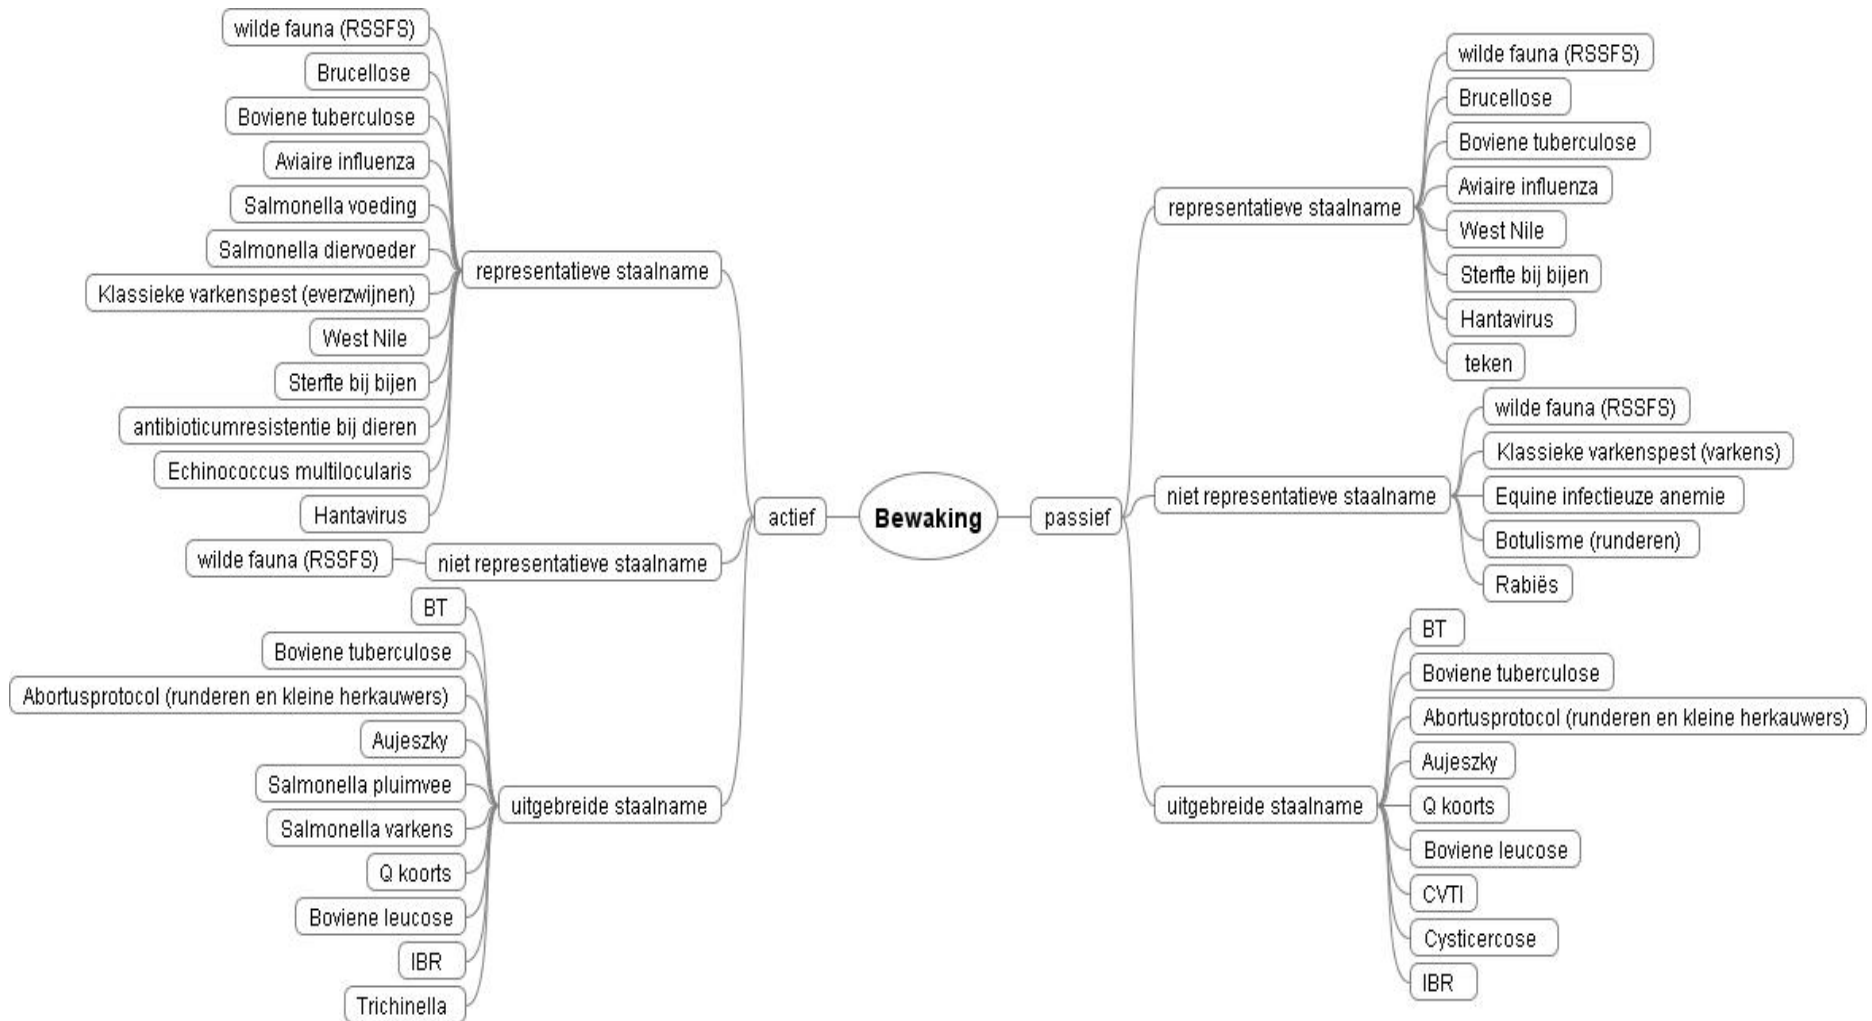 wilde fauna (RSSFS)
Brucellose
Boviene tuberculose
Aviaire influenza
Salmonella voeding
Salmonella diervoeder
Klassieke varkenspest (everzwijnen)
West Nile
Sterfte bij bijen
antibioticumresistentie bij dieren
Echinococcus multilocularis
Hantavirus
representatieve staalname
wilde fauna (RSSFS)
niet representatieve staalname
BT
Boviene tuberculose
Abortusprotocol (runderen en kleine herkauwers)
Aujeszky
Salmonella pluimvee
Salmonella varkens
Q koorts
Boviene leucose
IBR
Trichinella
uitgebreide staalname
actief
Bewaking
passief
representatieve staalname
wilde fauna (RSSFS)
Brucellose
Boviene tuberculose
Aviaire influenza
West Nile
Sterfte bij bijen
Hantavirus
teken
niet representatieve staalname
wilde fauna (RSSFS)
Klassieke varkenspest (varkens)
Equine infectieuze anemie
Botulisme (runderen)
Rabiës
uitgebreide staalname
BT
Boviene tuberculose
Abortusprotocol (runderen en kleine herkauwers)
Aujeszky
Q koorts
Boviene leucose
CVTI
Cysticercose
IBR